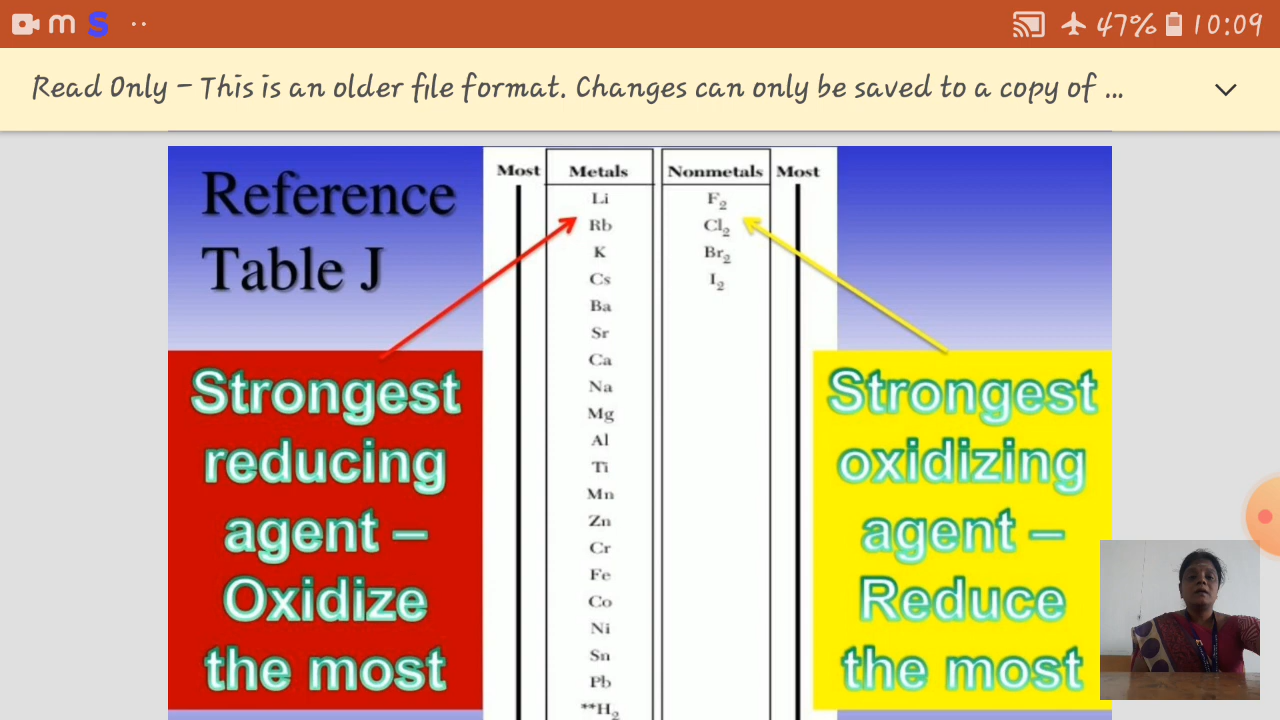 m S 47% 10:09
Read Only – This is an older file format. Changes can only be saved to a copy of ...
Reference
Table J
Most Metals Nonmetals Most
Li F₂
Rb Cl₂
K Br₂
Cs I₂
Ba
Sr
Ca
Na
Mg
Al
Ti
Mn
Zn
Cr
Fe
Co
Ni
Sn
Pb
**H₂
Strongest
reducing
agent –
Oxidize
the most
Strongest
oxidizing
agent –
Reduce
the most